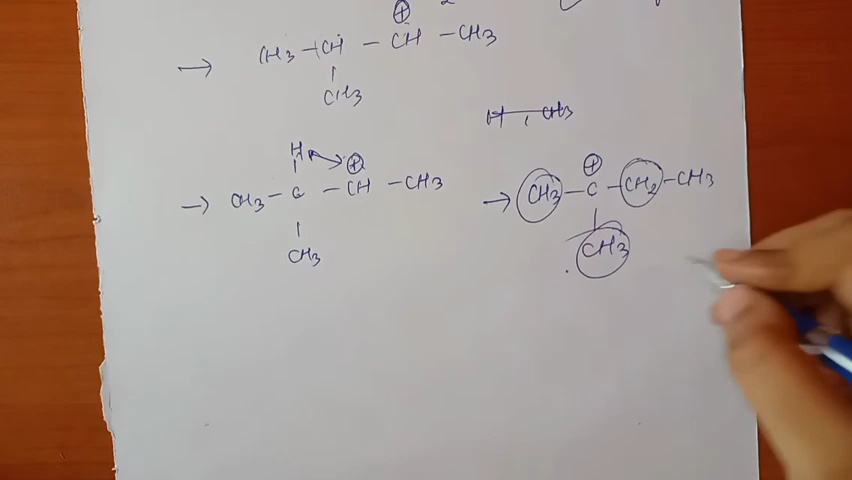 ⊕
→ CH3 - CH - CH - CH3
CH3
H , CH3
H ⊕ ⊕
→ CH3 - C - CH - CH3 → CH3 - C - CH2 - CH3
CH3 CH3